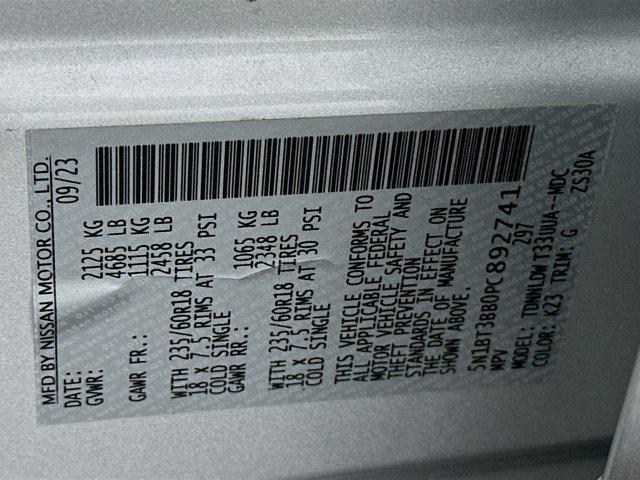 MFD BY NISSAN MOTOR CO., LTD.
DATE: 09/23
GVWR: 2125 KG
4685 LB
GAWR FR.: 1115 KG
2458 LB
WITH 235/60R18 TIRES
18 X 7.5 RIMS AT 33 PSI
COLD SINGLE
GAWR RR.: 1065 KG
2348 LB
WITH 235/60R18 TIRES
18 X 7.5 RIMS AT 30 PSI
COLD SINGLE
THIS VEHICLE CONFORMS TO
ALL APPLICABLE FEDERAL
MOTOR VEHICLE SAFETY AND
THEFT PREVENTION
STANDARDS IN EFFECT ON
THE DATE OF MANUFACTURE
SHOWN ABOVE.
5N1BT3BB0PC892741
MPV Z97
MODEL: TDNNLDW T33UUA--MDC
COLOR: K23 TRIM: G ZS30A